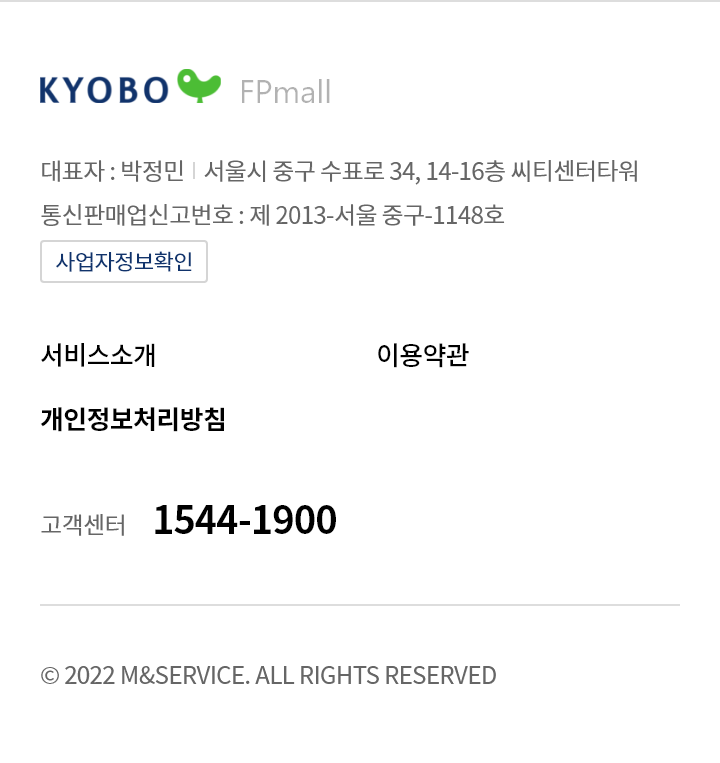 KYOBO FPmall
대표자 : 박정민 | 서울시 중구 수표로 34, 14-16층 씨티센터타워
통신판매업신고번호 : 제 2013-서울 중구-1148호
사업자정보확인
서비스소개 이용약관
개인정보처리방침
고객센터 1544-1900
© 2022 M&SERVICE. ALL RIGHTS RESERVED